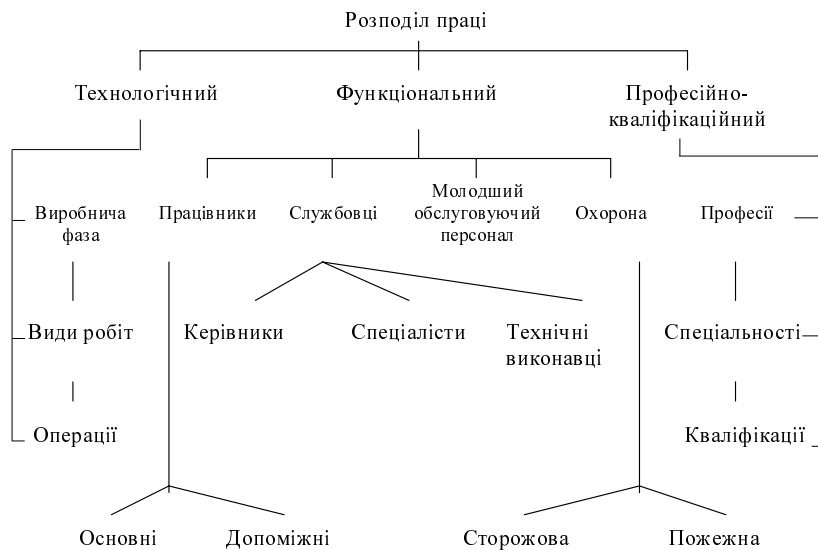 Розподіл праці
Технологічний
Функціональний
Професійно-
кваліфікаційний
Виробнича
фаза
Працівники
Службовці
Молодший
обслуговуючий
персонал
Охорона
Професії
Види робіт
Керівники
Спеціалісти
Технічні
виконавці
Спеціальності
Операції
Кваліфікації
Основні
Допоміжні
Сторожова
Пожежна